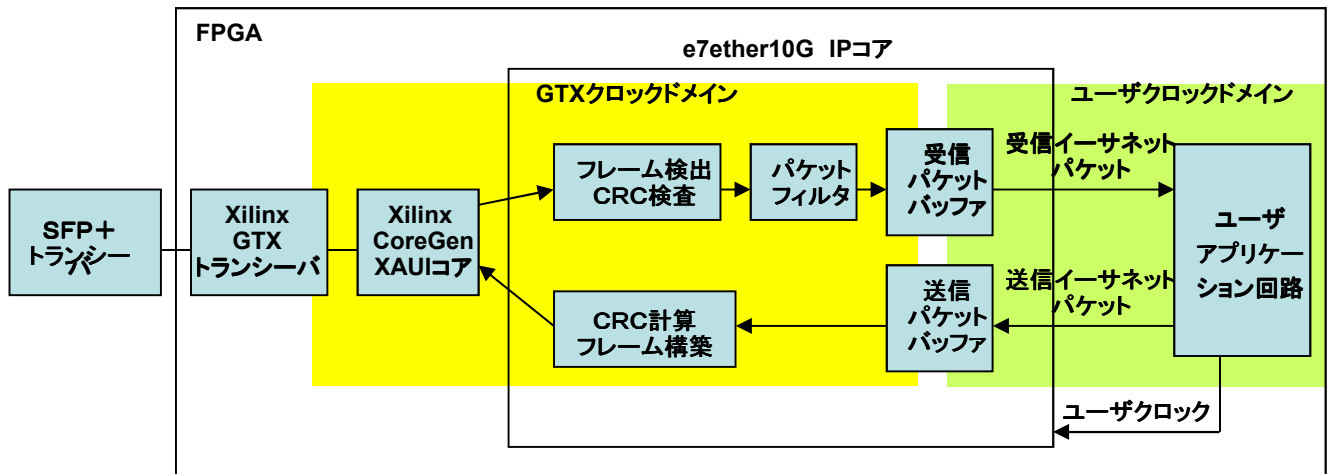 FPGA
e7ether10G IPコア
GTXクロックドメイン
ユーザクロックドメイン
SFP+
トランシー
バ
Xilinx
GTX
トランシーバ
Xilinx
CoreGen
XAUIコア
フレーム検出
CRC検査
パケット
フィルタ
受信
パケット
バッファ
受信イーサネット
パケット
ユーザ
アプリケー
ション回路
CRC計算
フレーム構築
送信
パケット
バッファ
送信イーサネット
パケット
ユーザクロック